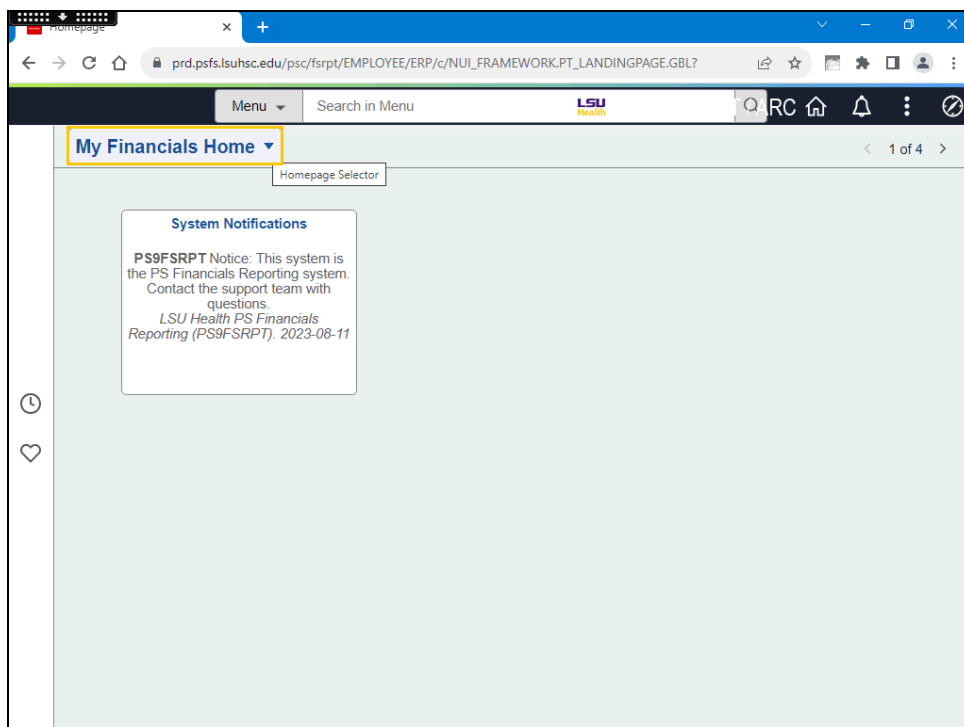 Homepage
prd.psfs.lsuhsc.edu/psc/fsrpt/EMPLOYEE/ERP/c/NUI_FRAMEWORK.PT_LANDINGPAGE.GBL?
Menu
Search in Menu
LSU
Health
ARC
My Financials Home
1 of 4
Homepage Selector
System Notifications
PS9FSRPT Notice: This system is
the PS Financials Reporting system.
Contact the support team with
questions.
LSU Health PS Financials
Reporting (PS9FSRPT). 2023-08-11